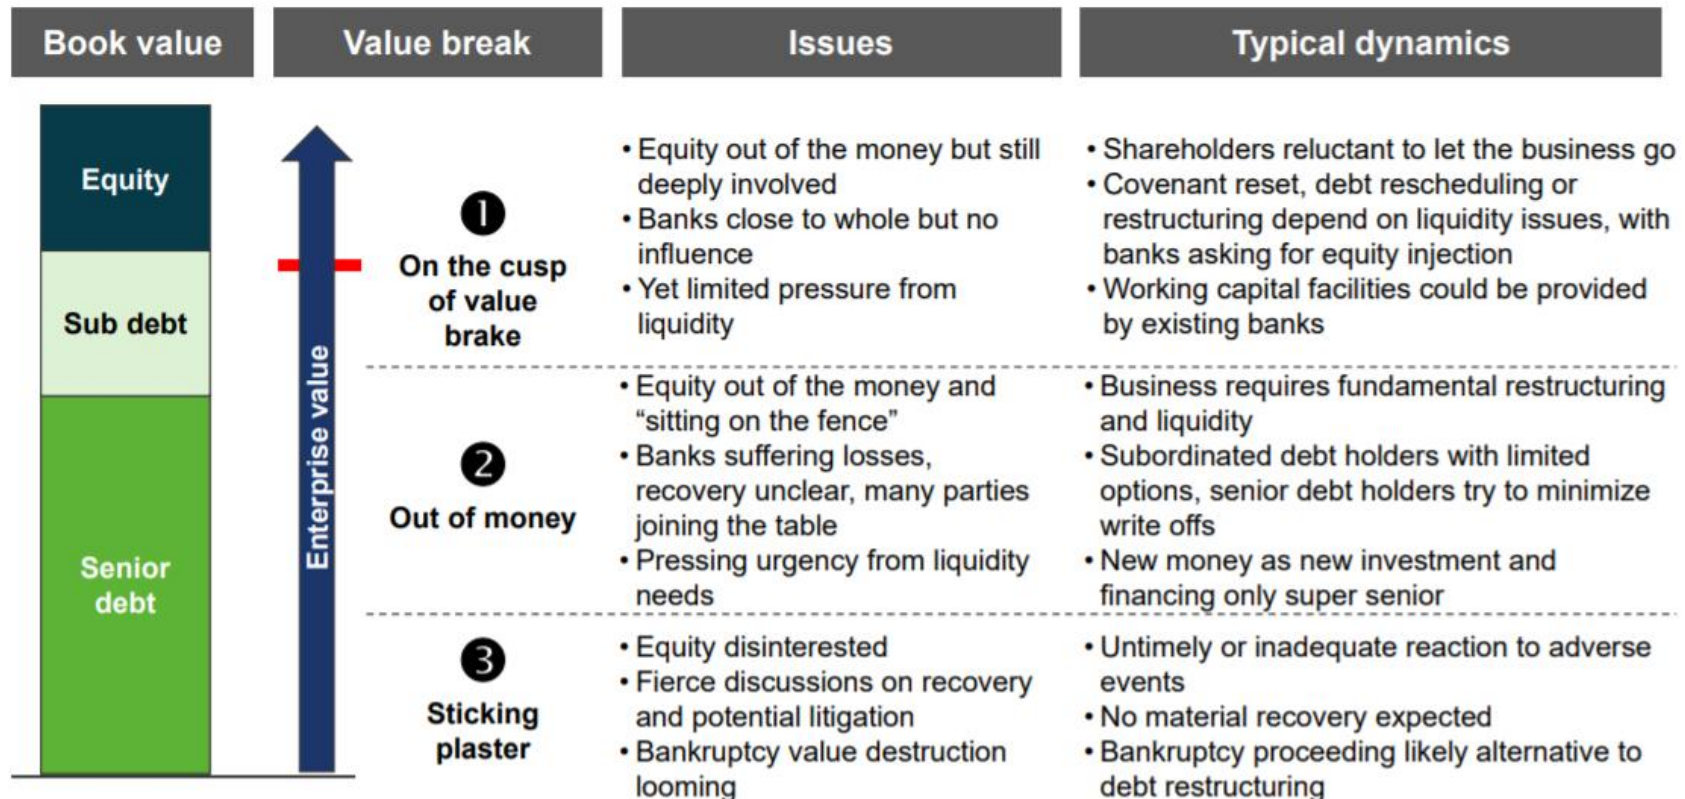 Book value
Value break
Issues
Typical dynamics
Equity
Sub debt
Senior
debt
Enterprise value
1
On the cusp
of value
brake
• Equity out of the money but still
deeply involved
• Banks close to whole but no
influence
• Yet limited pressure from
liquidity
• Shareholders reluctant to let the business go
• Covenant reset, debt rescheduling or
restructuring depend on liquidity issues, with
banks asking for equity injection
• Working capital facilities could be provided
by existing banks
2
Out of money
• Equity out of the money and
“sitting on the fence”
• Banks suffering losses,
recovery unclear, many parties
joining the table
• Pressing urgency from liquidity
needs
• Business requires fundamental restructuring
and liquidity
• Subordinated debt holders with limited
options, senior debt holders try to minimize
write offs
• New money as new investment and
financing only super senior
3
Sticking
plaster
• Equity disinterested
• Fierce discussions on recovery
and potential litigation
• Bankruptcy value destruction
looming
• Untimely or inadequate reaction to adverse
events
• No material recovery expected
• Bankruptcy proceeding likely alternative to
debt restructuring